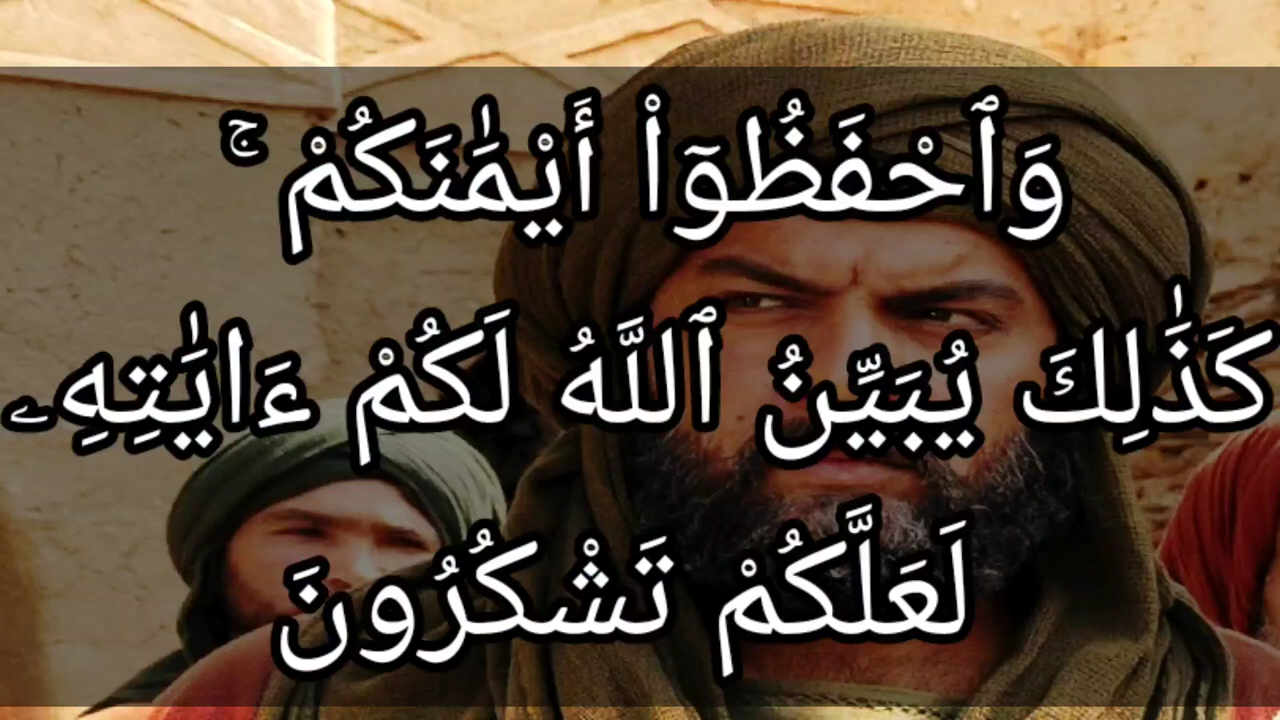 وَٱحْفَظُوٓا۟ أَيْمَٰنَكُمْ ۚ
كَذَٰلِكَ يُبَيِّنُ ٱللَّهُ لَكُمْ ءَايَٰتِهِۦ
لَعَلَّكُمْ تَشْكُرُونَ